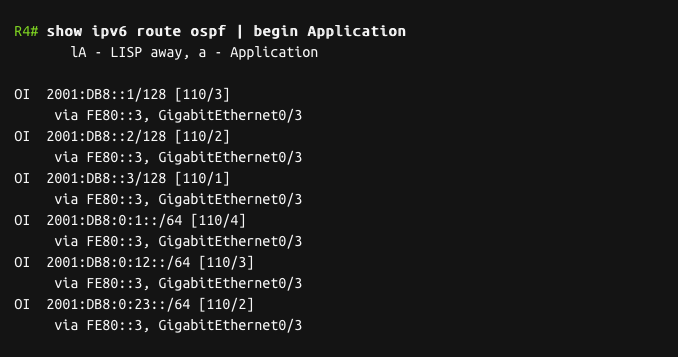 R4# show ipv6 route ospf | begin Application
lA - LISP away, a - Application
OI 2001:DB8::1/128 [110/3]
via FE80::3, GigabitEthernet0/3
OI 2001:DB8::2/128 [110/2]
via FE80::3, GigabitEthernet0/3
OI 2001:DB8::3/128 [110/1]
via FE80::3, GigabitEthernet0/3
OI 2001:DB8:0:1::/64 [110/4]
via FE80::3, GigabitEthernet0/3
OI 2001:DB8:0:12::/64 [110/3]
via FE80::3, GigabitEthernet0/3
OI 2001:DB8:0:23::/64 [110/2]
via FE80::3, GigabitEthernet0/3